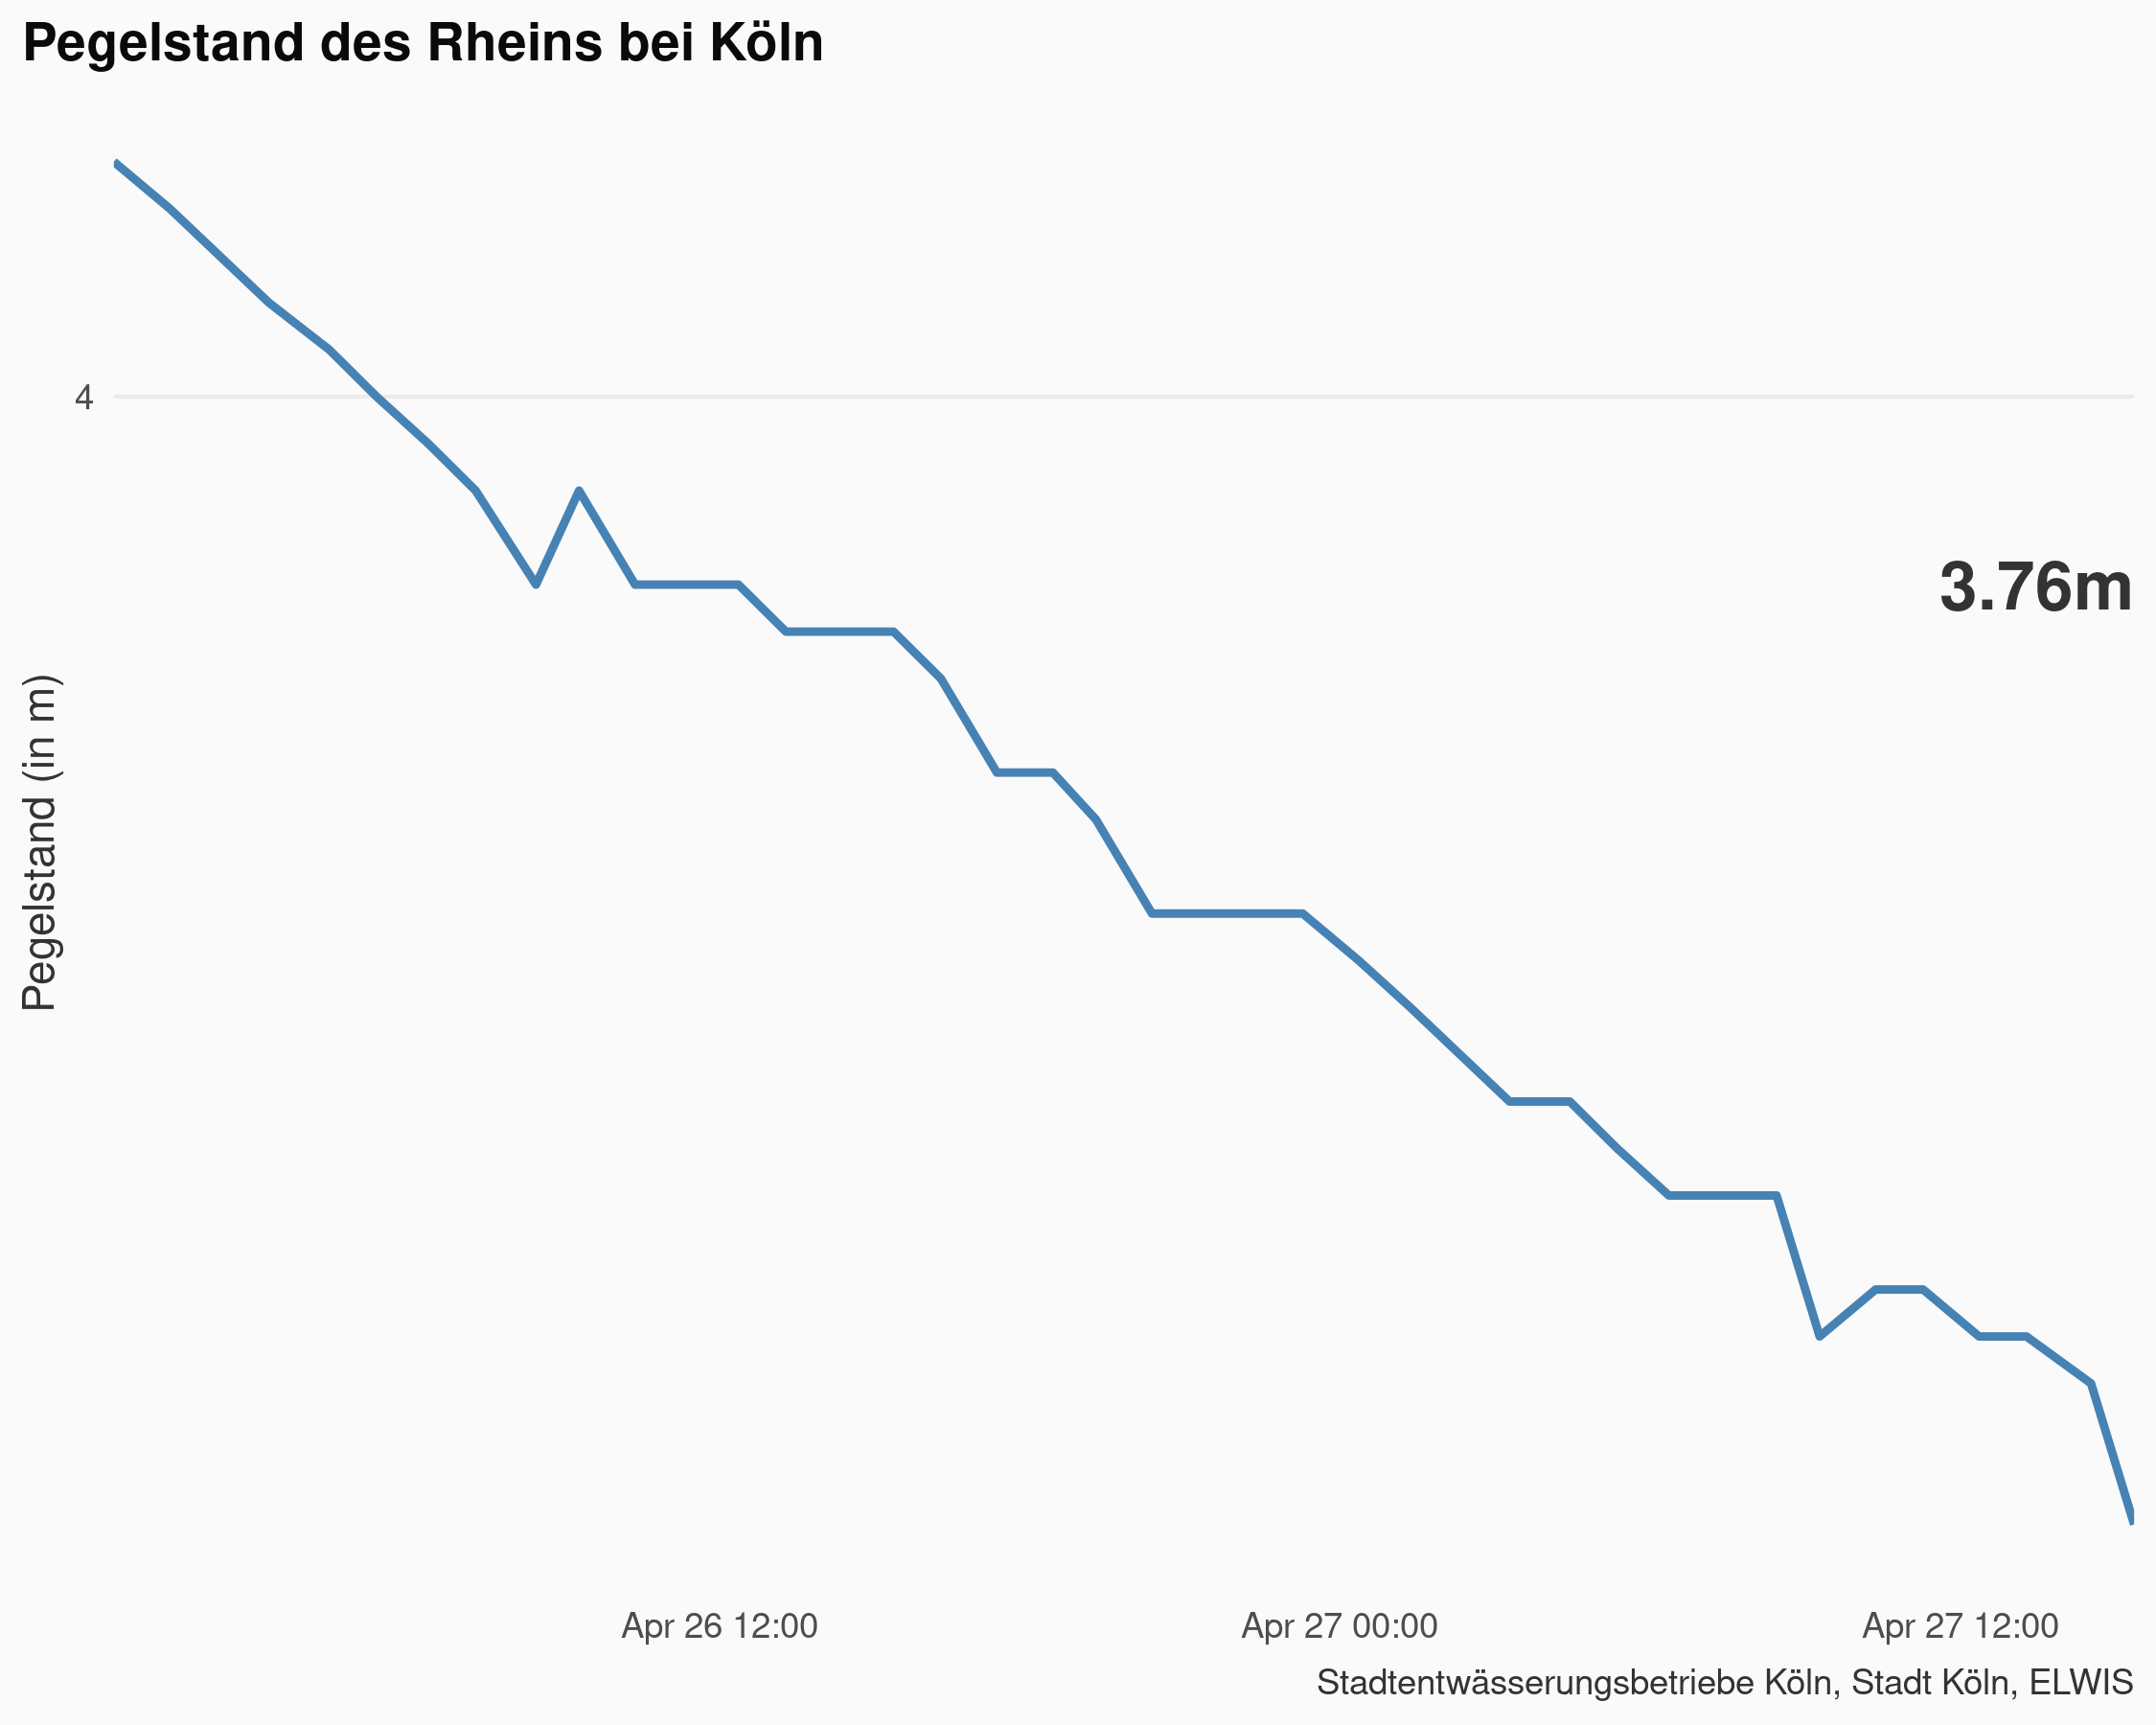 Pegelstand des Rheins bei Köln
4
3.76m
Pegelstand (in m)
Apr 26 12:00
Apr 27 00:00
Apr 27 12:00
Stadtentwässerungsbetriebe Köln, Stadt Köln, ELWIS